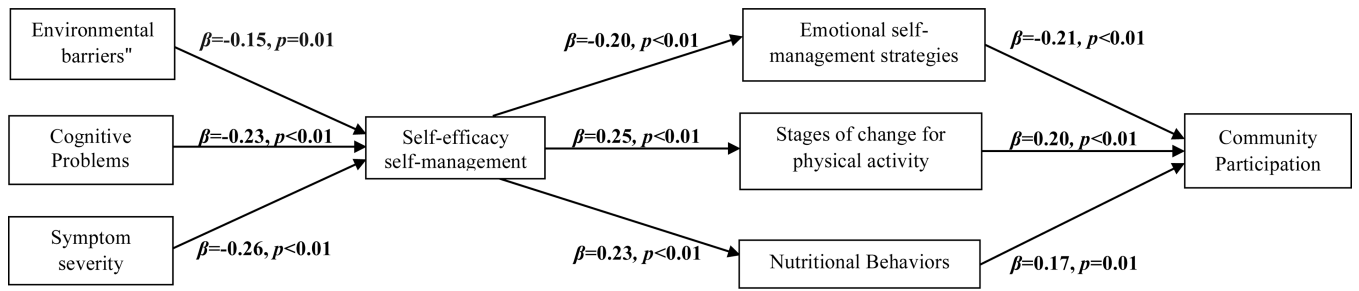 Environmental
barriers"
β=-0.15, p=0.01
Cognitive
Problems
β=-0.23, p<0.01
Symptom
severity
β=-0.26, p<0.01
Self-efficacy
self-management
β=-0.20, p<0.01
β=0.25, p<0.01
β=0.23, p<0.01
Emotional self-
management strategies
Stages of change for
physical activity
Nutritional Behaviors
β=-0.21, p<0.01
β=0.20, p<0.01
β=0.17, p=0.01
Community
Participation